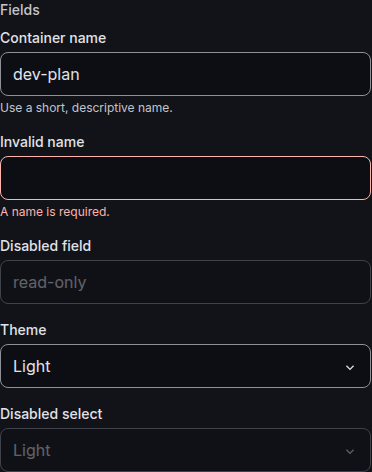 Fields
Container name
dev-plan
Use a short, descriptive name.
Invalid name
A name is required.
Disabled field
read-only
Theme
Light
Disabled select
Light